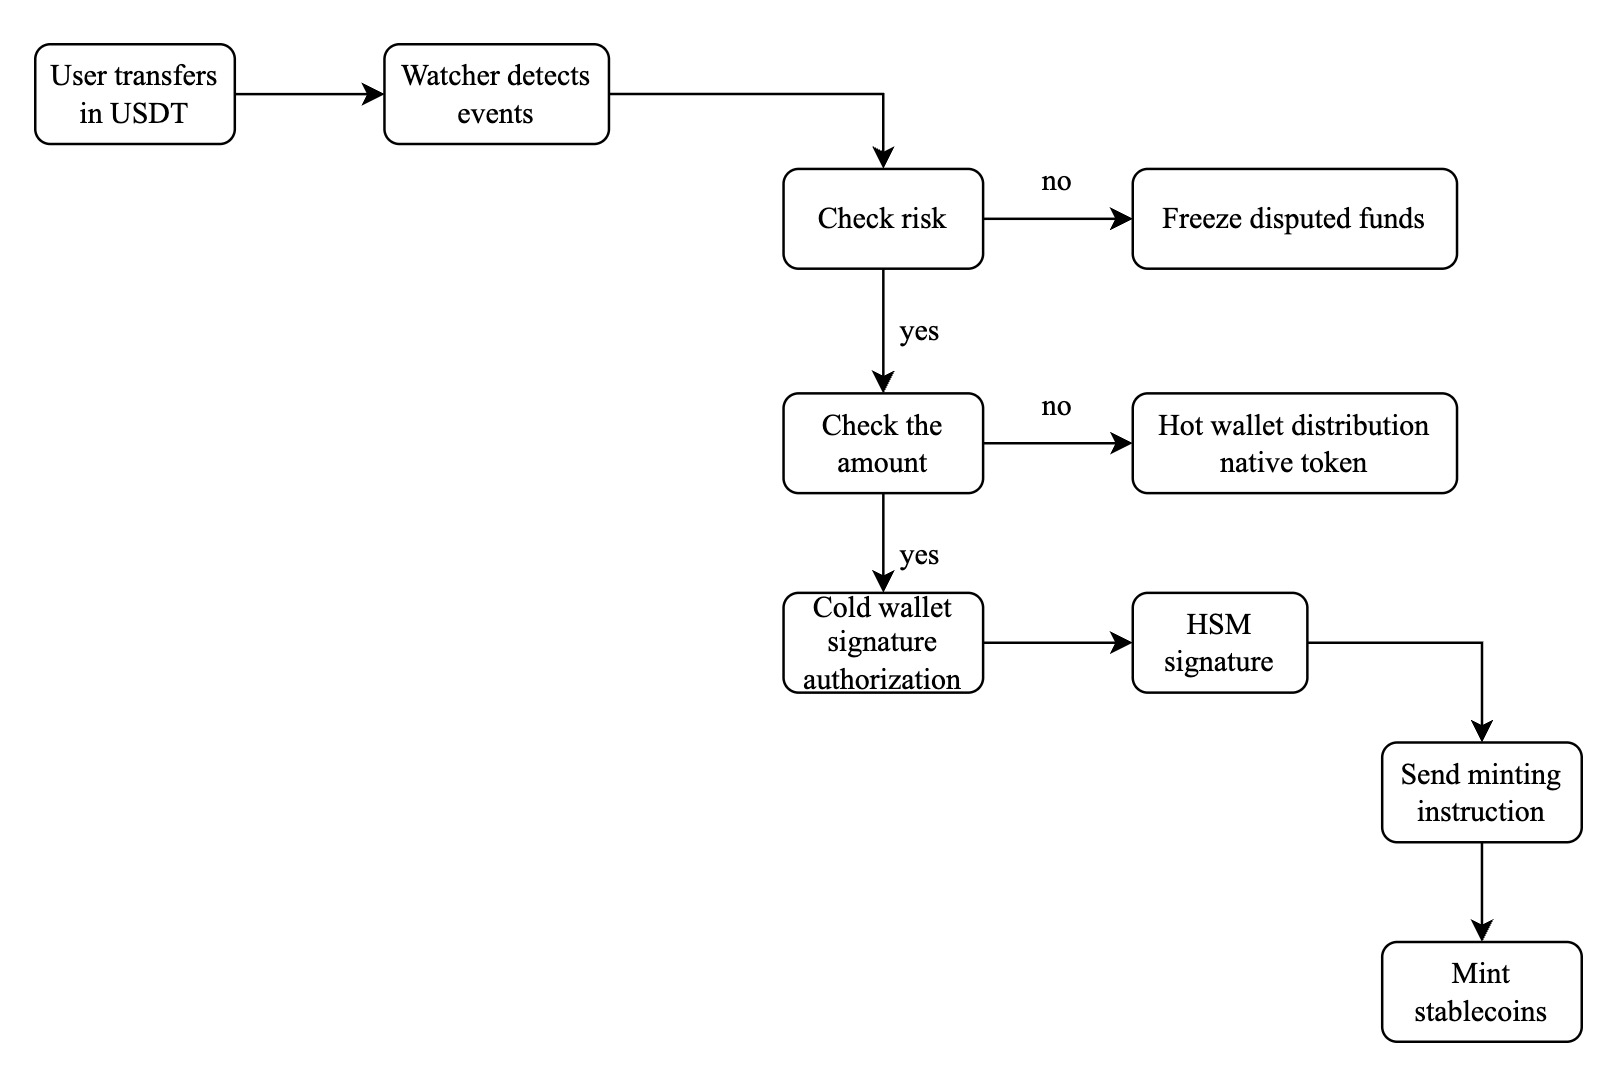 User transfers
in USDT
Watcher detects
events
Check risk
no
Freeze disputed funds
yes
Check the
amount
no
Hot wallet distribution
native token
yes
Cold wallet
signature
authorization
HSM
signature
Send minting
instruction
Mint
stablecoins